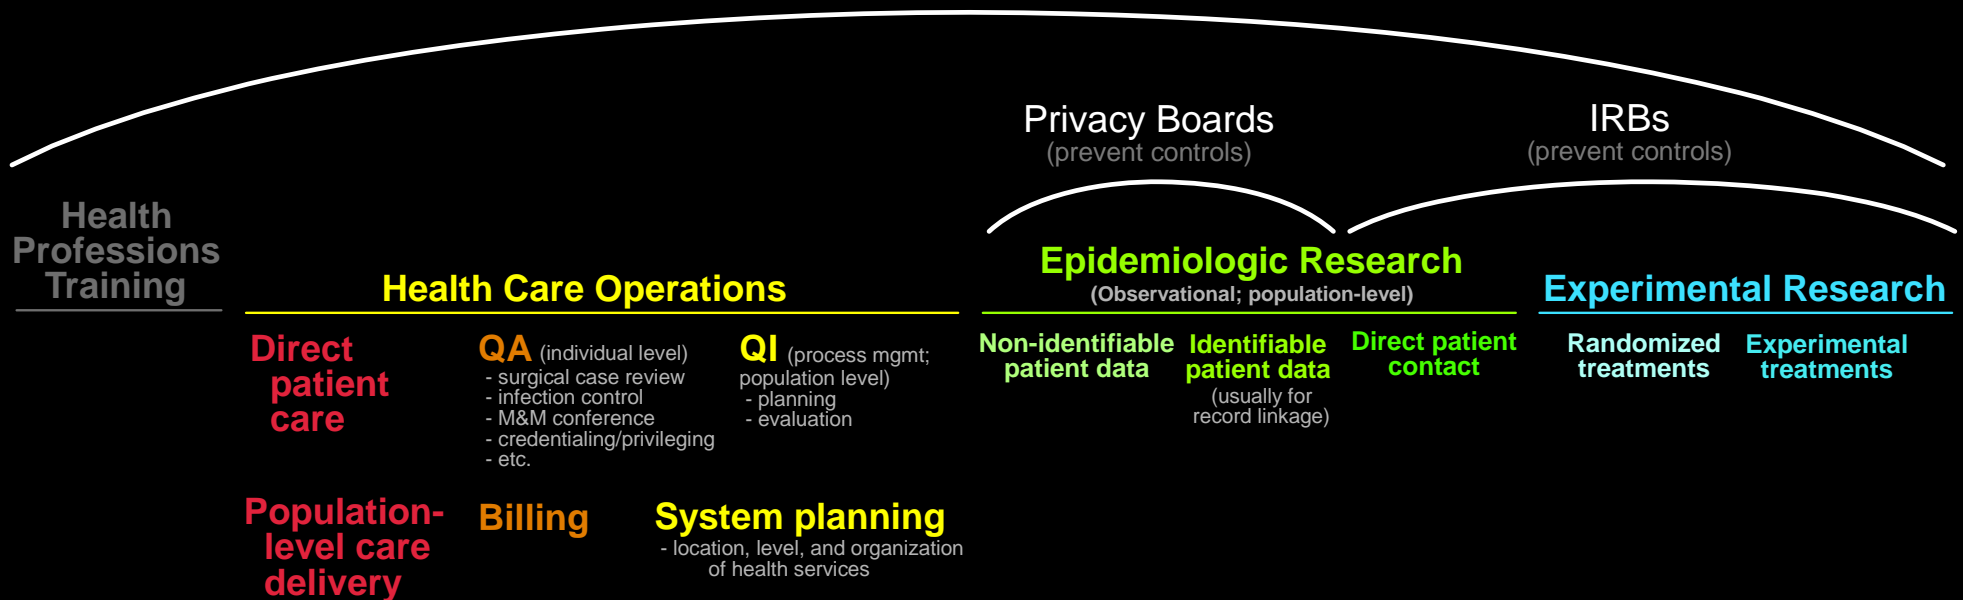 Privacy Boards
(prevent controls)
IRBs
(prevent controls)
Health
Professions
Training
Health Care Operations
Epidemiologic Research
(Observational; population-level)
Experimental Research
Direct
patient
care
QA (individual level)
- surgical case review
- infection control
- M&M conference
- credentialing/privileging
- etc.
QI (process mgmt;
population level)
- planning
- evaluation
Non-identifiable
patient data
Identifiable
patient data
(usually for
record linkage)
Direct patient
contact
Randomized
treatments
Experimental
treatments
Population-
level care
delivery
Billing
System planning
- location, level, and organization
of health services